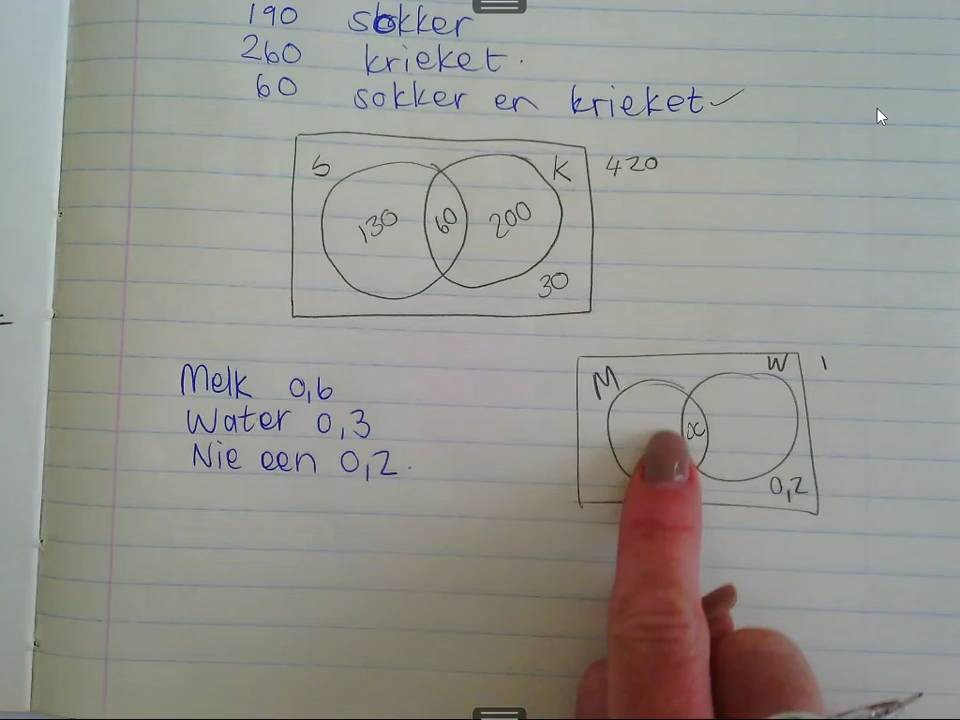 190 sokker
260 krieket.
60 sokker en krieket ✓
S K 420
130 60 200
30
Melk 0,6
Water 0,3
Nie een 0,2.
M W 1
x
0,2